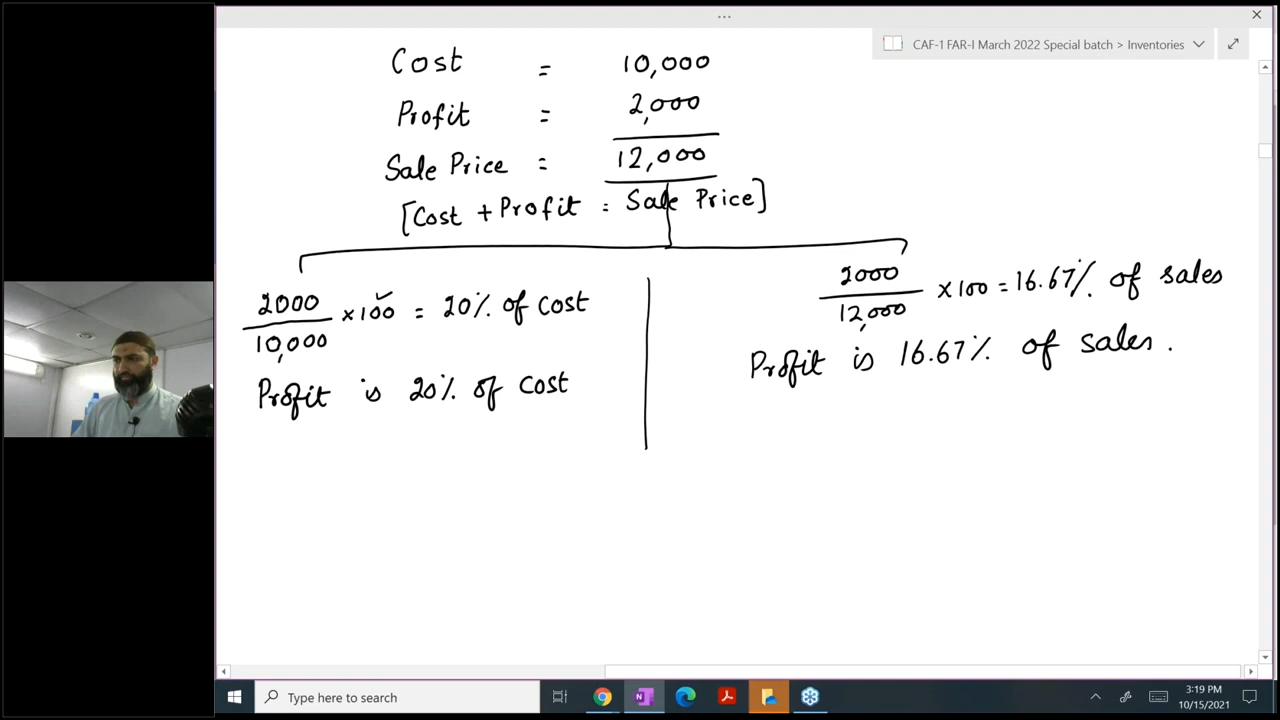 CAF-1 FAR-I March 2022 Special batch > Inventories
Cost = 10,000
Profit = 2,000
Sale Price = 12,000
[Cost + Profit = Sale Price]
2000
10,000
×100 = 20% of cost
Profit is 20% of cost
2000
12,000
×100 = 16.67% of sales
Profit is 16.67% of sales.
Type here to search
3:19 PM
10/15/2021